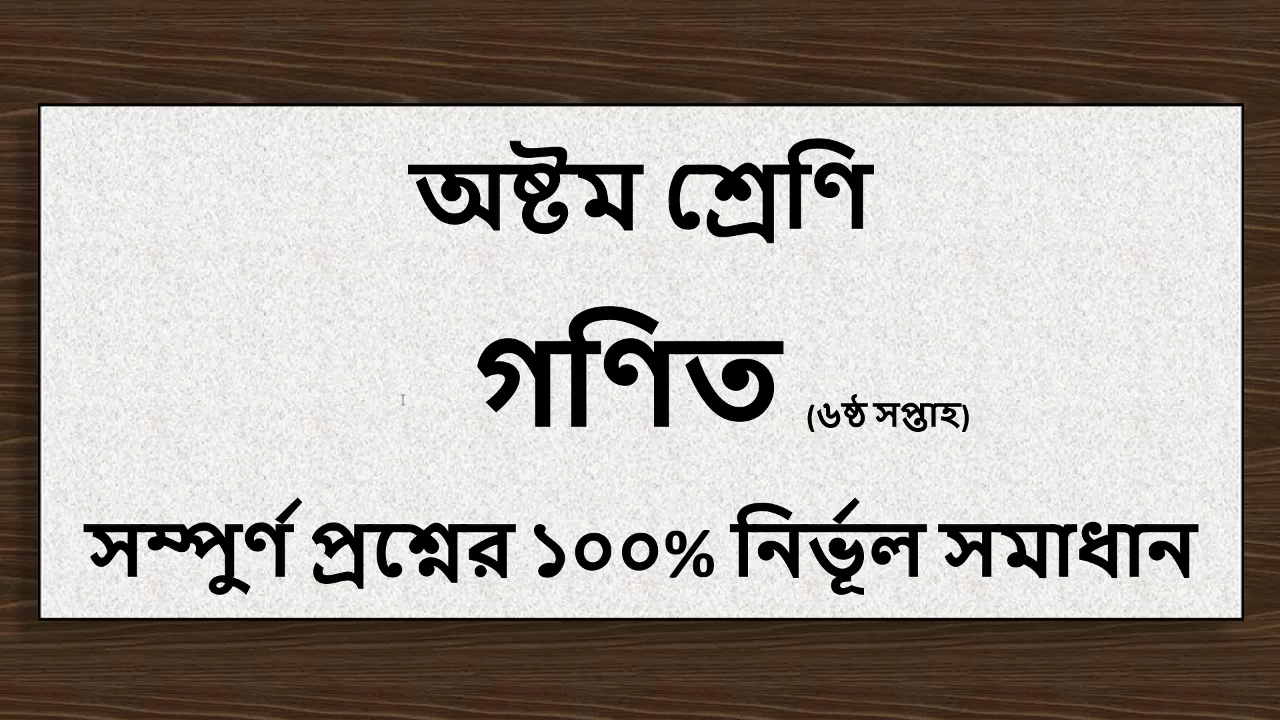 অষ্টম শ্রেণি
গণিত (৬ষ্ঠ সপ্তাহ)
সম্পুর্ণ প্রশ্নের ১০০% নির্ভূল সমাধান